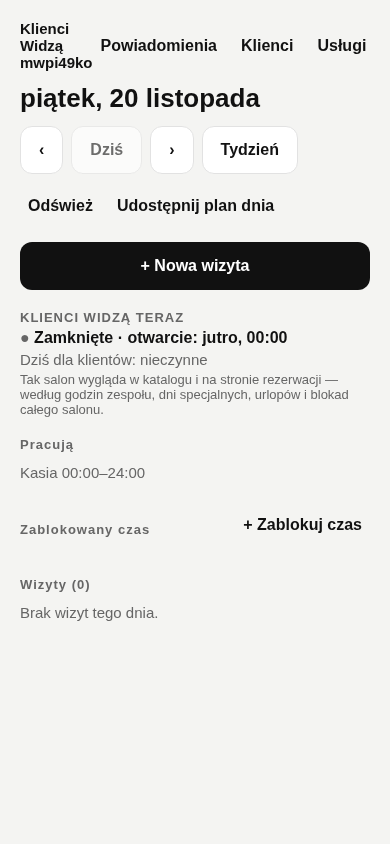 Klienci
Widzą
mwpi49ko
Powiadomienia Klienci Usługi
piątek, 20 listopada
‹ Dziś › Tydzień
Odśwież Udostępnij plan dnia
+ Nowa wizyta
KLIENCI WIDZĄ TERAZ
● Zamknięte · otwarcie: jutro, 00:00
Dziś dla klientów: nieczynne
Tak salon wygląda w katalogu i na stronie rezerwacji —
według godzin zespołu, dni specjalnych, urlopów i blokad
całego salonu.
Pracują
Kasia 00:00–24:00
Zablokowany czas + Zablokuj czas
Wizyty (0)
Brak wizyt tego dnia.